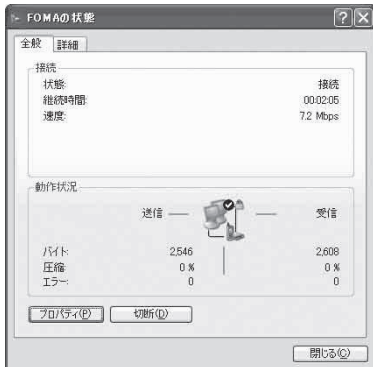 FOMAの状態
全般 詳細
接続
状態: 接続
継続時間: 00:02:05
速度: 7.2 Mbps
動作状況
送信 受信
バイト: 2,546 2,608
圧縮: 0 % 0 %
エラー: 0 0
プロパティ(P) 切断(D)
閉じる(C)